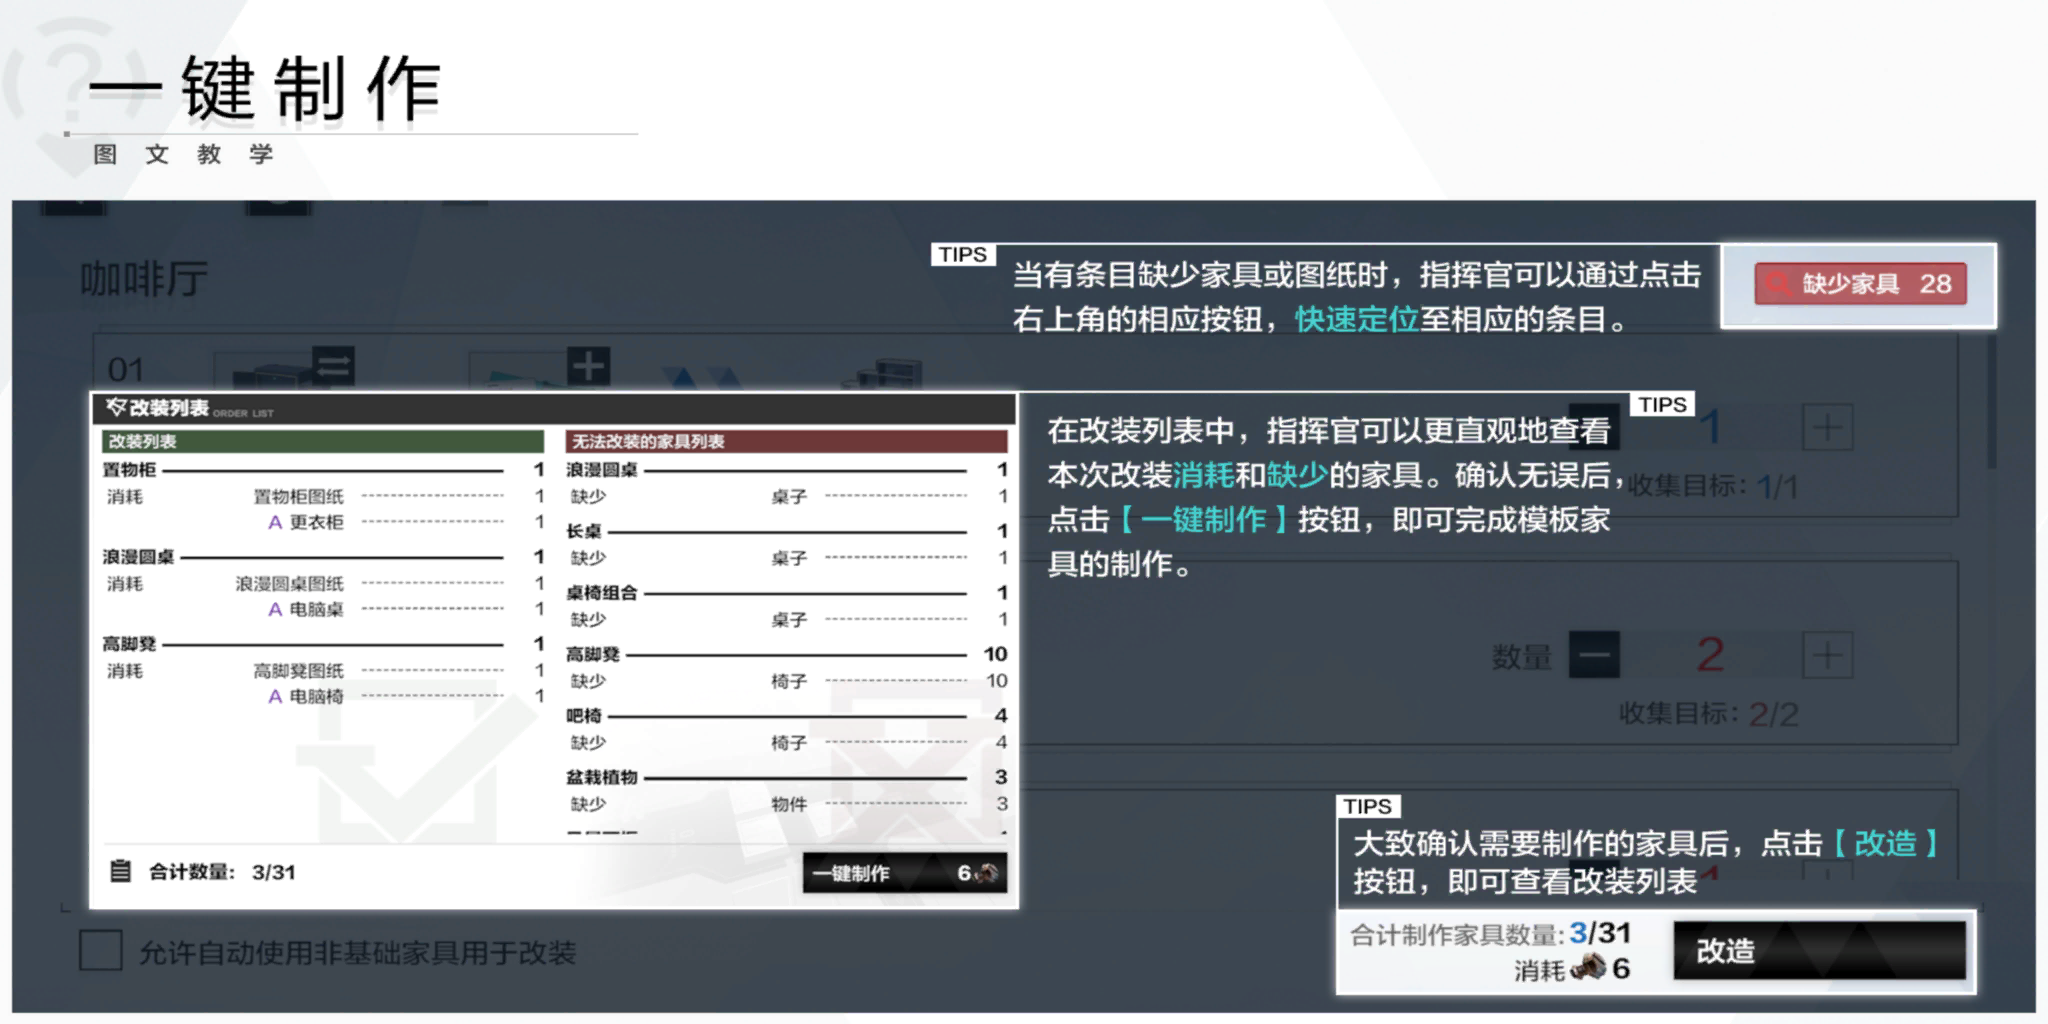 一键制作
图文教学
咖啡厅
TIPS
当有条目缺少家具或图纸时，指挥官可以通过点击
右上角的相应按钮，快速定位至相应的条目。
缺少家具 28
01
改装列表 ORDER LIST
改装列表
置物柜 1
消耗 置物柜图纸 1
A 更衣柜 1
浪漫圆桌 1
消耗 浪漫圆桌图纸 1
A 电脑桌 1
高脚凳 1
消耗 高脚凳图纸 1
A 电脑椅 1
无法改装的家具列表
浪漫圆桌 1
缺少 桌子 1
长桌 1
缺少 桌子 1
桌椅组合 1
缺少 桌子 1
高脚凳 10
缺少 椅子 10
吧椅 4
缺少 椅子 4
盆栽植物 3
缺少 物件 3
合计数量: 3/31
一键制作 6
TIPS
在改装列表中，指挥官可以更直观地查看
本次改装消耗和缺少的家具。确认无误后，
点击【一键制作】按钮，即可完成模板家
具的制作。
1
收集目标: 1/1
数量 2
收集目标: 2/2
TIPS
大致确认需要制作的家具后，点击【改造】
按钮，即可查看改装列表
合计制作家具数量: 3/31
消耗 6
改造
允许自动使用非基础家具用于改装